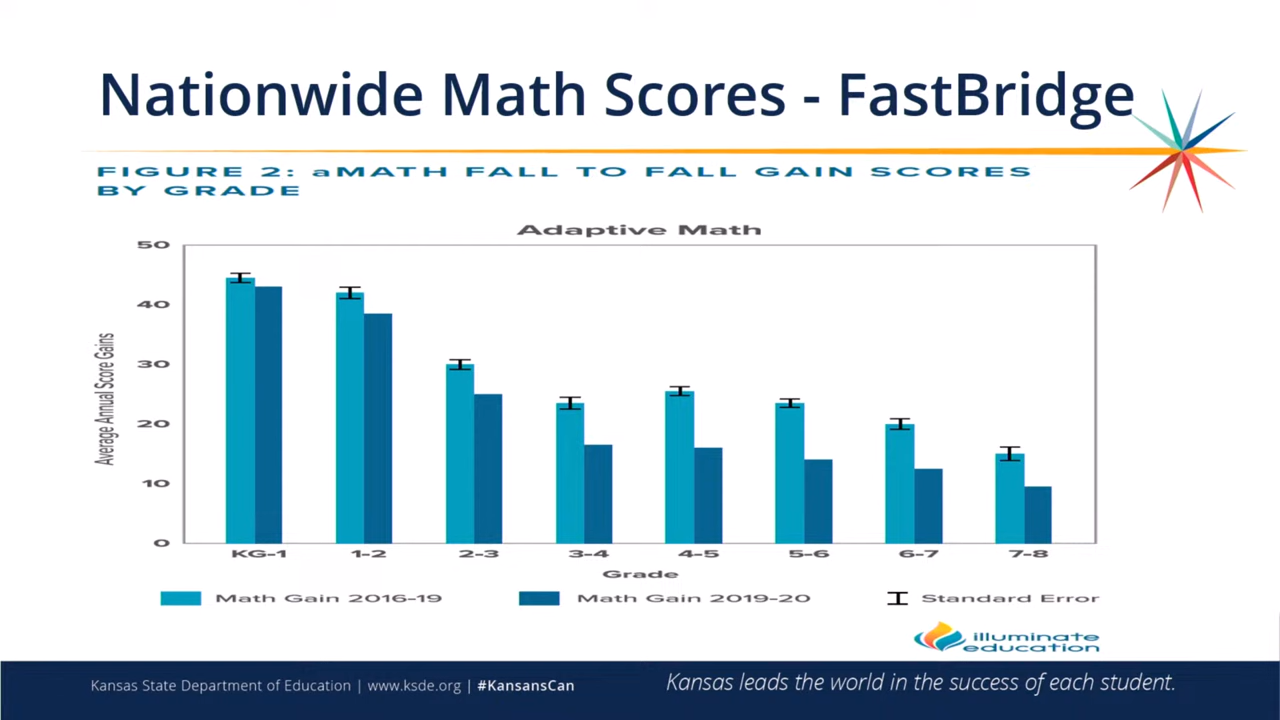 Nationwide Math Scores - FastBridge
FIGURE 2: aMATH FALL TO FALL GAIN SCORES
BY GRADE
Adaptive Math
Average Annual Score Gains
50
40
30
20
10
0
KG-1 1-2 2-3 3-4 4-5 5-6 6-7 7-8
Grade
Math Gain 2016-19 Math Gain 2019-20 Standard Error
illuminate
education
Kansas State Department of Education | www.ksde.org | #KansansCan
Kansas leads the world in the success of each student.